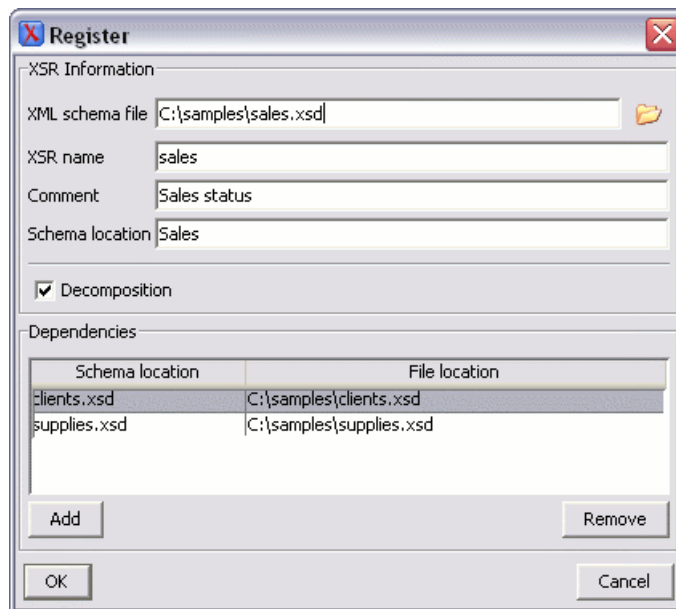 Register
XSR Information
XML schema file C:\samples\sales.xsd
XSR name sales
Comment Sales status
Schema location Sales
Decomposition
Dependencies
Schema location File location
clients.xsd C:\samples\clients.xsd
supplies.xsd C:\samples\supplies.xsd
Add Remove
OK Cancel